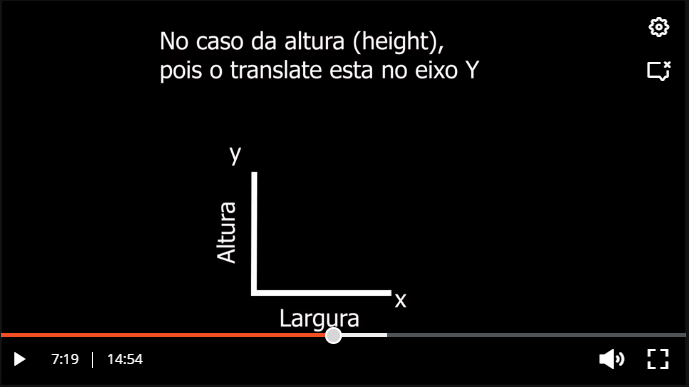 No caso da altura (height),
pois o translate esta no eixo Y
y
Altura
x
Largura
7:19 | 14:54